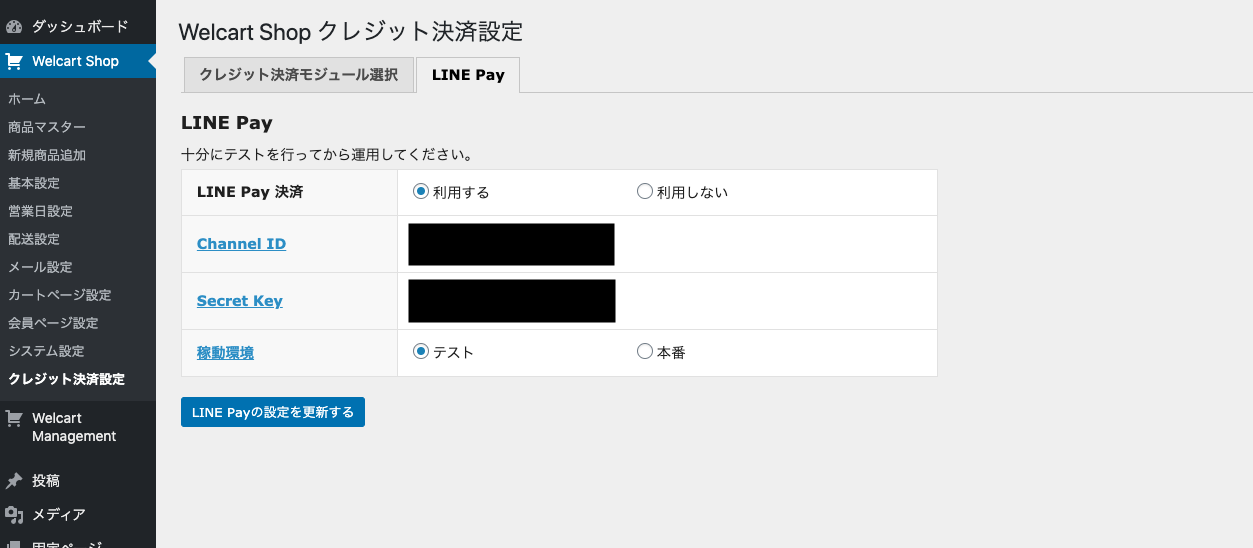 ダッシュボード
Welcart Shop
ホーム
商品マスター
新規商品追加
基本設定
営業日設定
配送設定
メール設定
カートページ設定
会員ページ設定
システム設定
クレジット決済設定
Welcart
Management
投稿
メディア
固定ページ
Welcart Shop クレジット決済設定
クレジット決済モジュール選択
LINE Pay
LINE Pay
十分にテストを行ってから運用してください。
LINE Pay 決済 利用する 利用しない
Channel ID
Secret Key
稼動環境 テスト 本番
LINE Payの設定を更新する